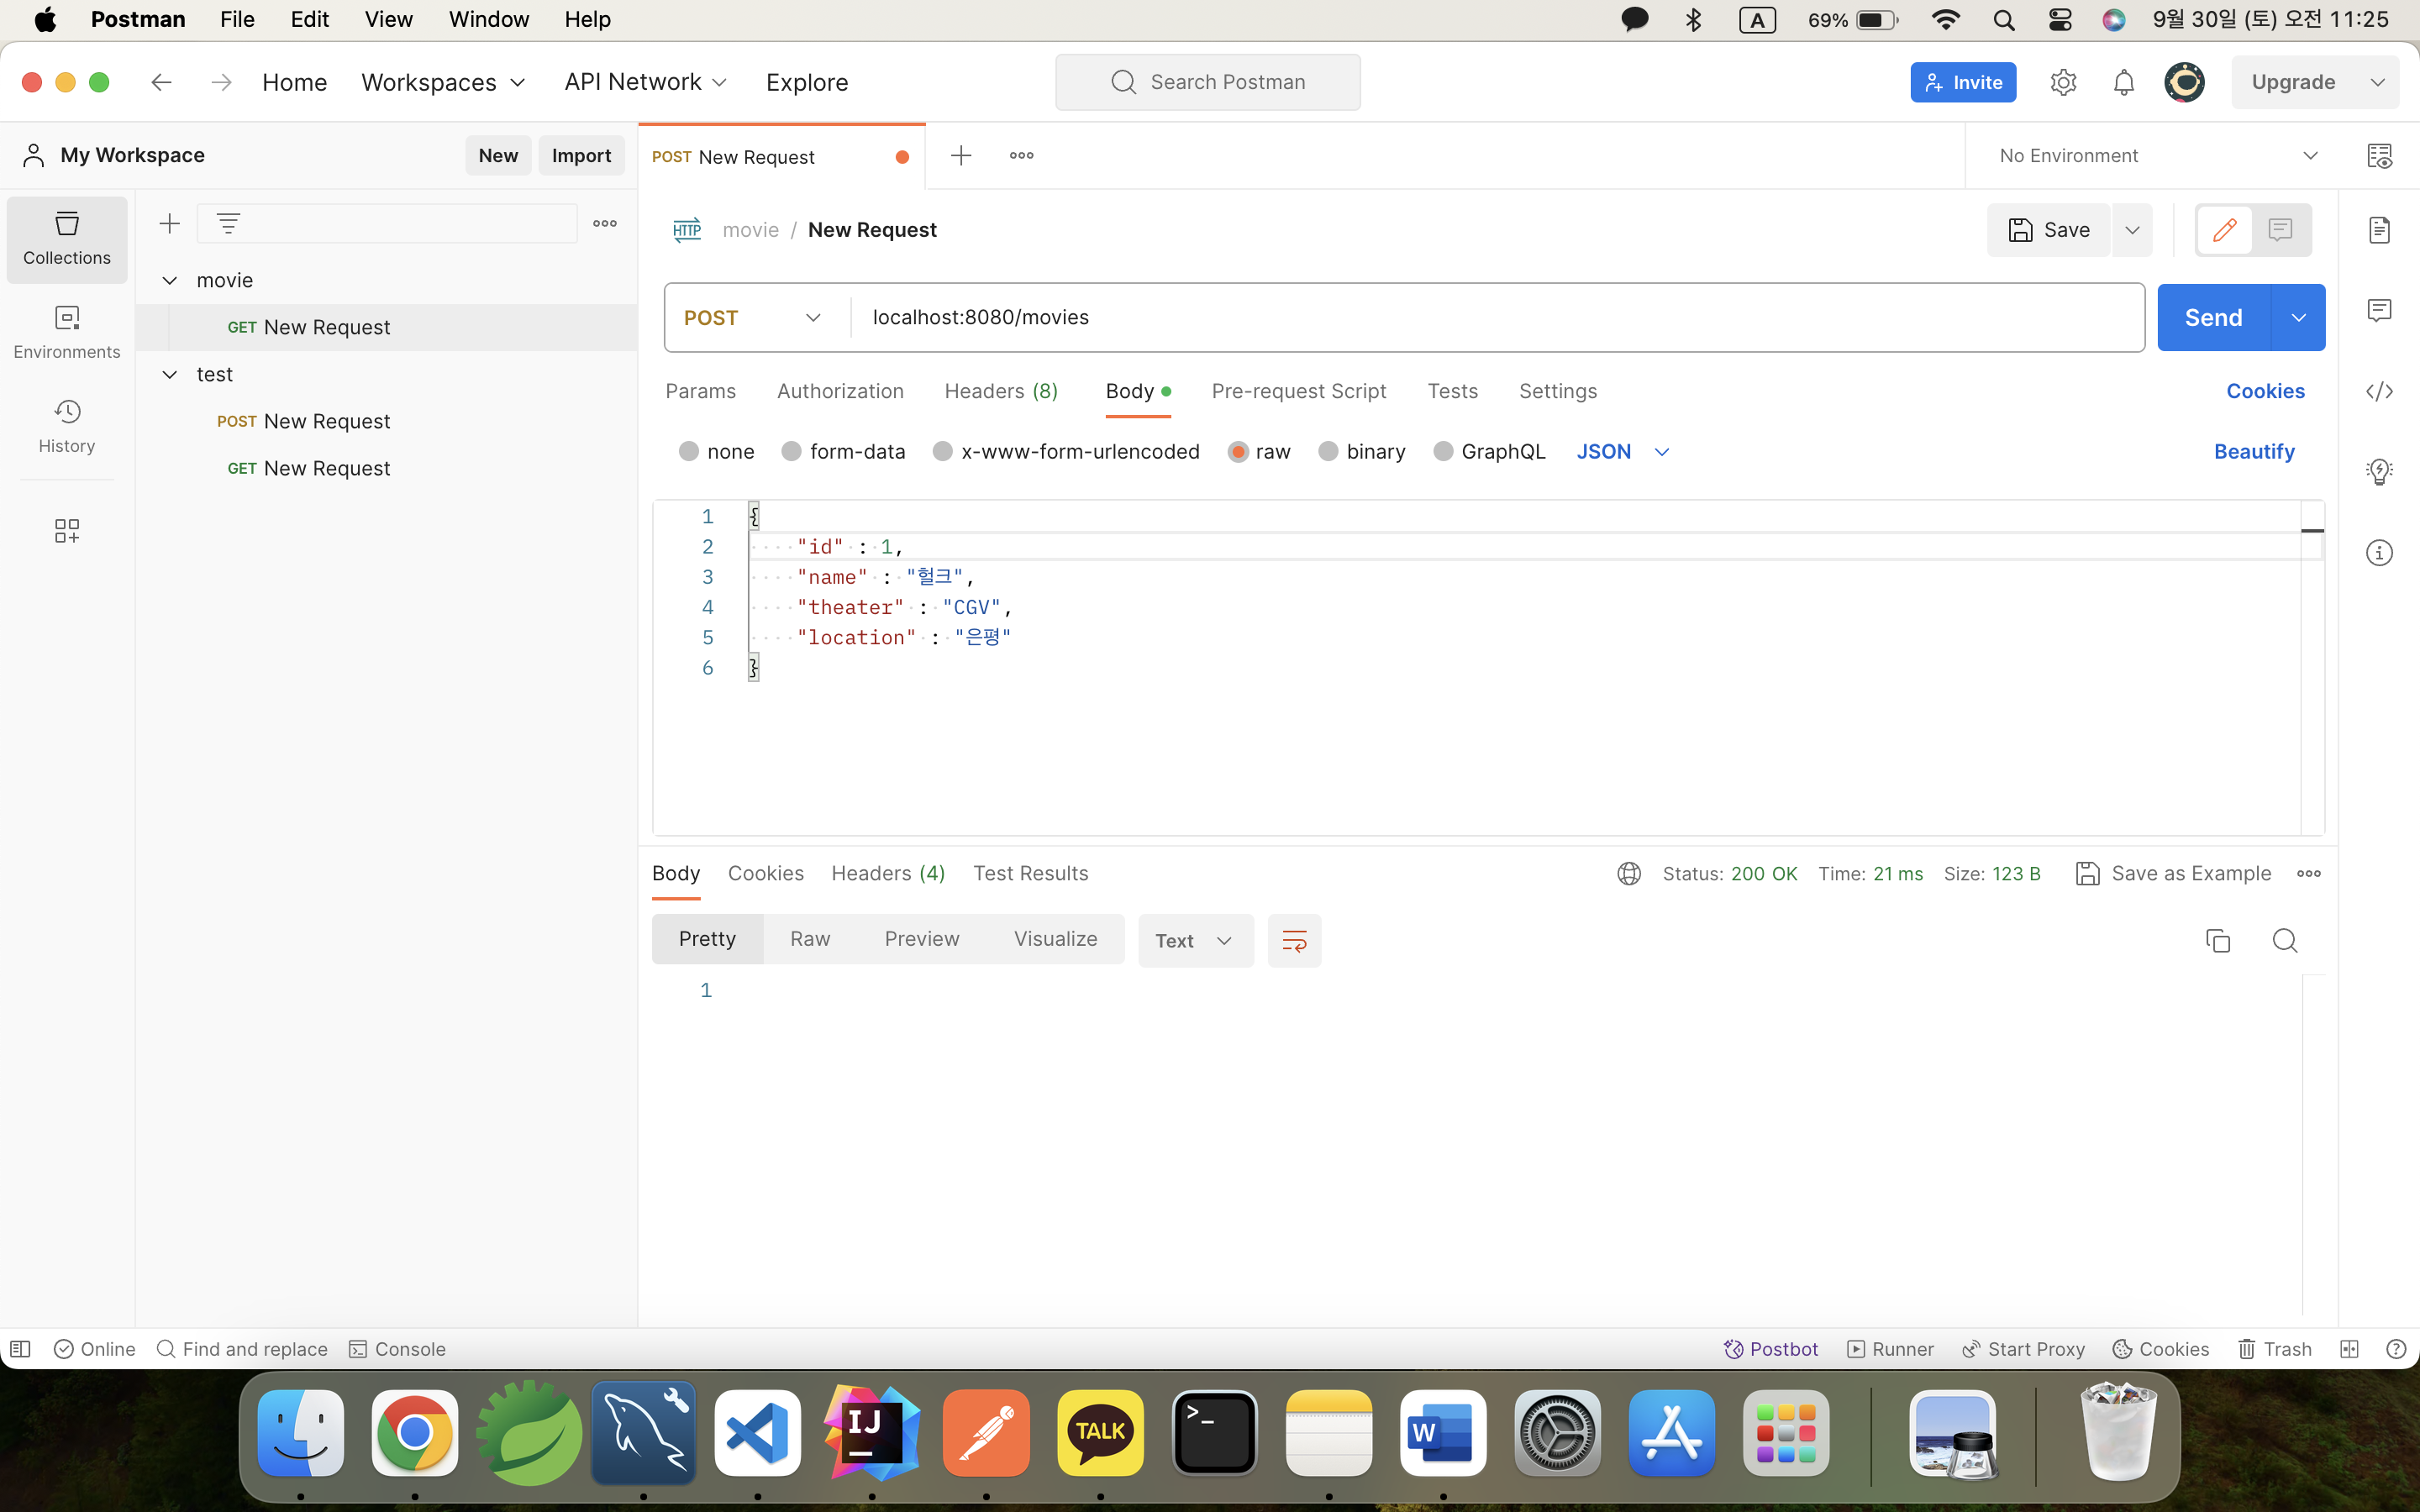 Postman File Edit View Window Help A 69% 9월 30일 (토) 오전 11:25
Home Workspaces API Network Explore Search Postman Invite Upgrade
My Workspace New Import POST New Request No Environment
Collections
Environments
History
movie
GET New Request
test
POST New Request
GET New Request
HTTP movie / New Request Save
POST localhost:8080/movies Send
Params Authorization Headers (8) Body Pre-request Script Tests Settings Cookies
none form-data x-www-form-urlencoded raw binary GraphQL JSON Beautify
1 {
2 "id" : 1,
3 "name" : "헐크",
4 "theater" : "CGV",
5 "location" : "은평"
6 }
Body Cookies Headers (4) Test Results Status: 200 OK Time: 21 ms Size: 123 B Save as Example
Pretty Raw Preview Visualize Text
1
Online Find and replace Console Postbot Runner Start Proxy Cookies Trash
IJ TALK >_ W